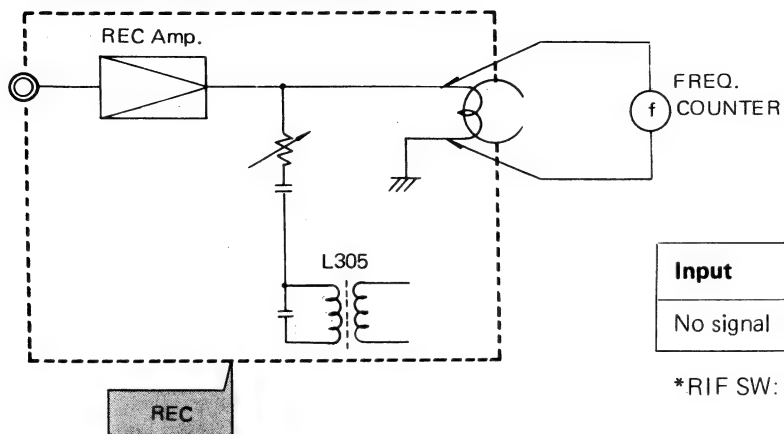 REC Amp.
FREQ.
COUNTER
f
L305
Input
No signal
*RIF SW:
REC